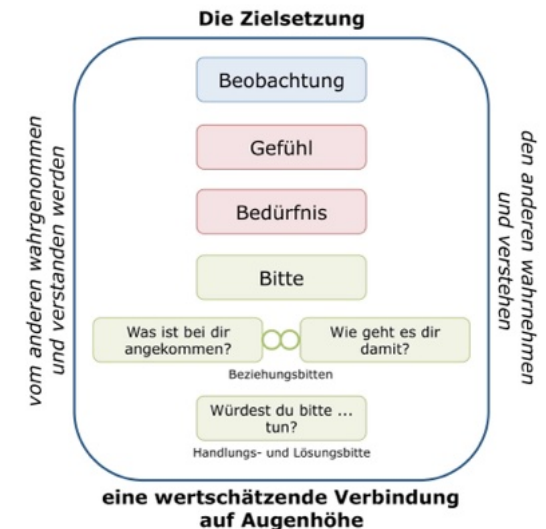 Die Zielsetzung
Beobachtung
Gefühl
Bedürfnis
Bitte
Was ist bei dir
angekommen?
Wie geht es dir
damit?
Beziehungsbitten
Würdest du bitte ...
tun?
Handlungs- und Lösungsbitte
vom anderen wahrgenommen
und verstanden werden
den anderen wahrnehmen
und verstehen
eine wertschätzende Verbindung
auf Augenhöhe